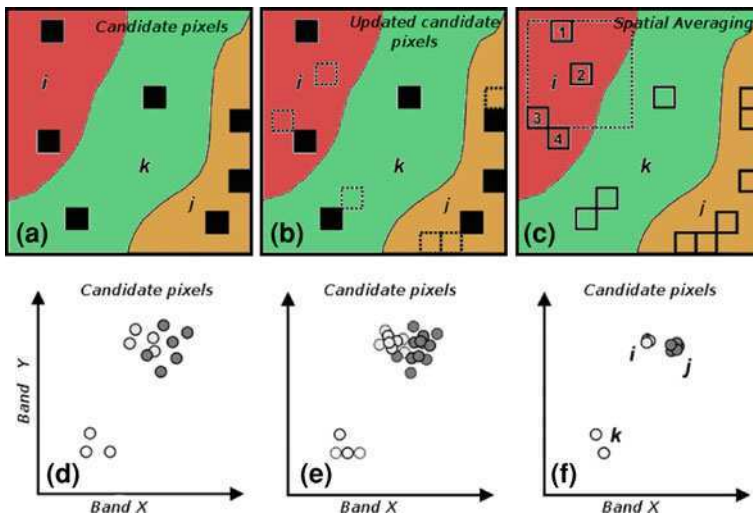 Candidate pixels
i
k
j
(a)
Updated candidate
pixels
(b)
Spatial Averaging
1
i
2
3
4
k
j
(c)
Candidate pixels
Band Y
(d)
Band X
Candidate pixels
(e)
Band X
Candidate pixels
i
j
k
(f)
Band X